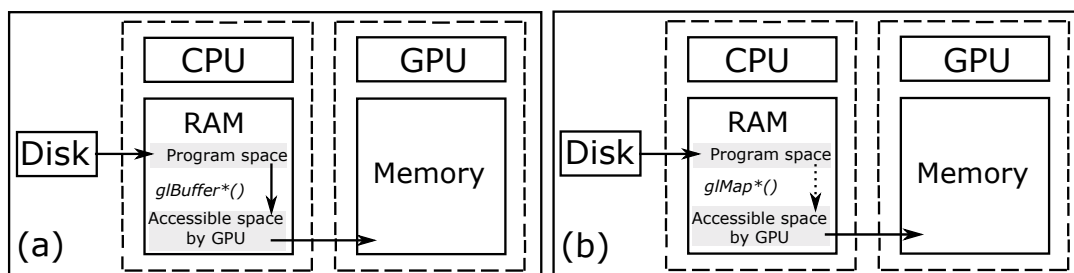 CPU
GPU
RAM
Disk
Program space
glBuffer*()
Memory
Accessible space
by GPU
(a)
CPU
GPU
RAM
Disk
Program space
glMap*()
Memory
Accessible space
by GPU
(b)